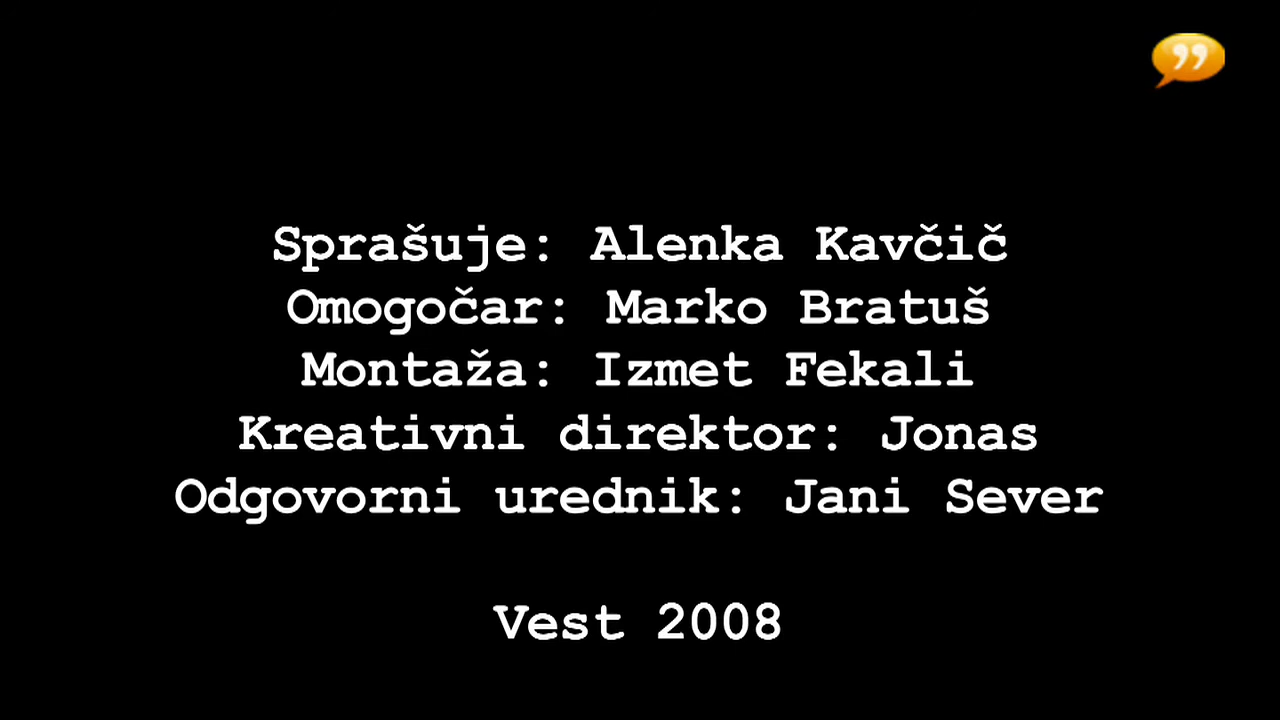 Sprašuje: Alenka Kavčič
Omogočar: Marko Bratuš
Montaža: Izmet Fekali
Kreativni direktor: Jonas
Odgovorni urednik: Jani Sever
Vest 2008